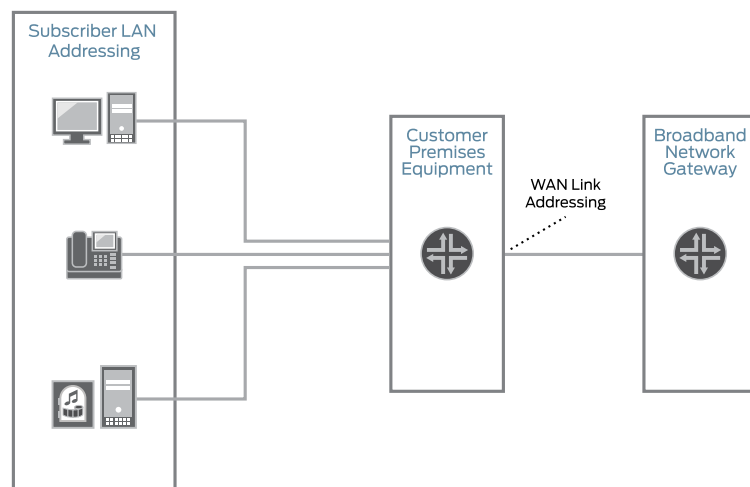 Subscriber LAN
Addressing
Customer
Premises
Equipment
Broadband
Network
Gateway
WAN Link
Addressing